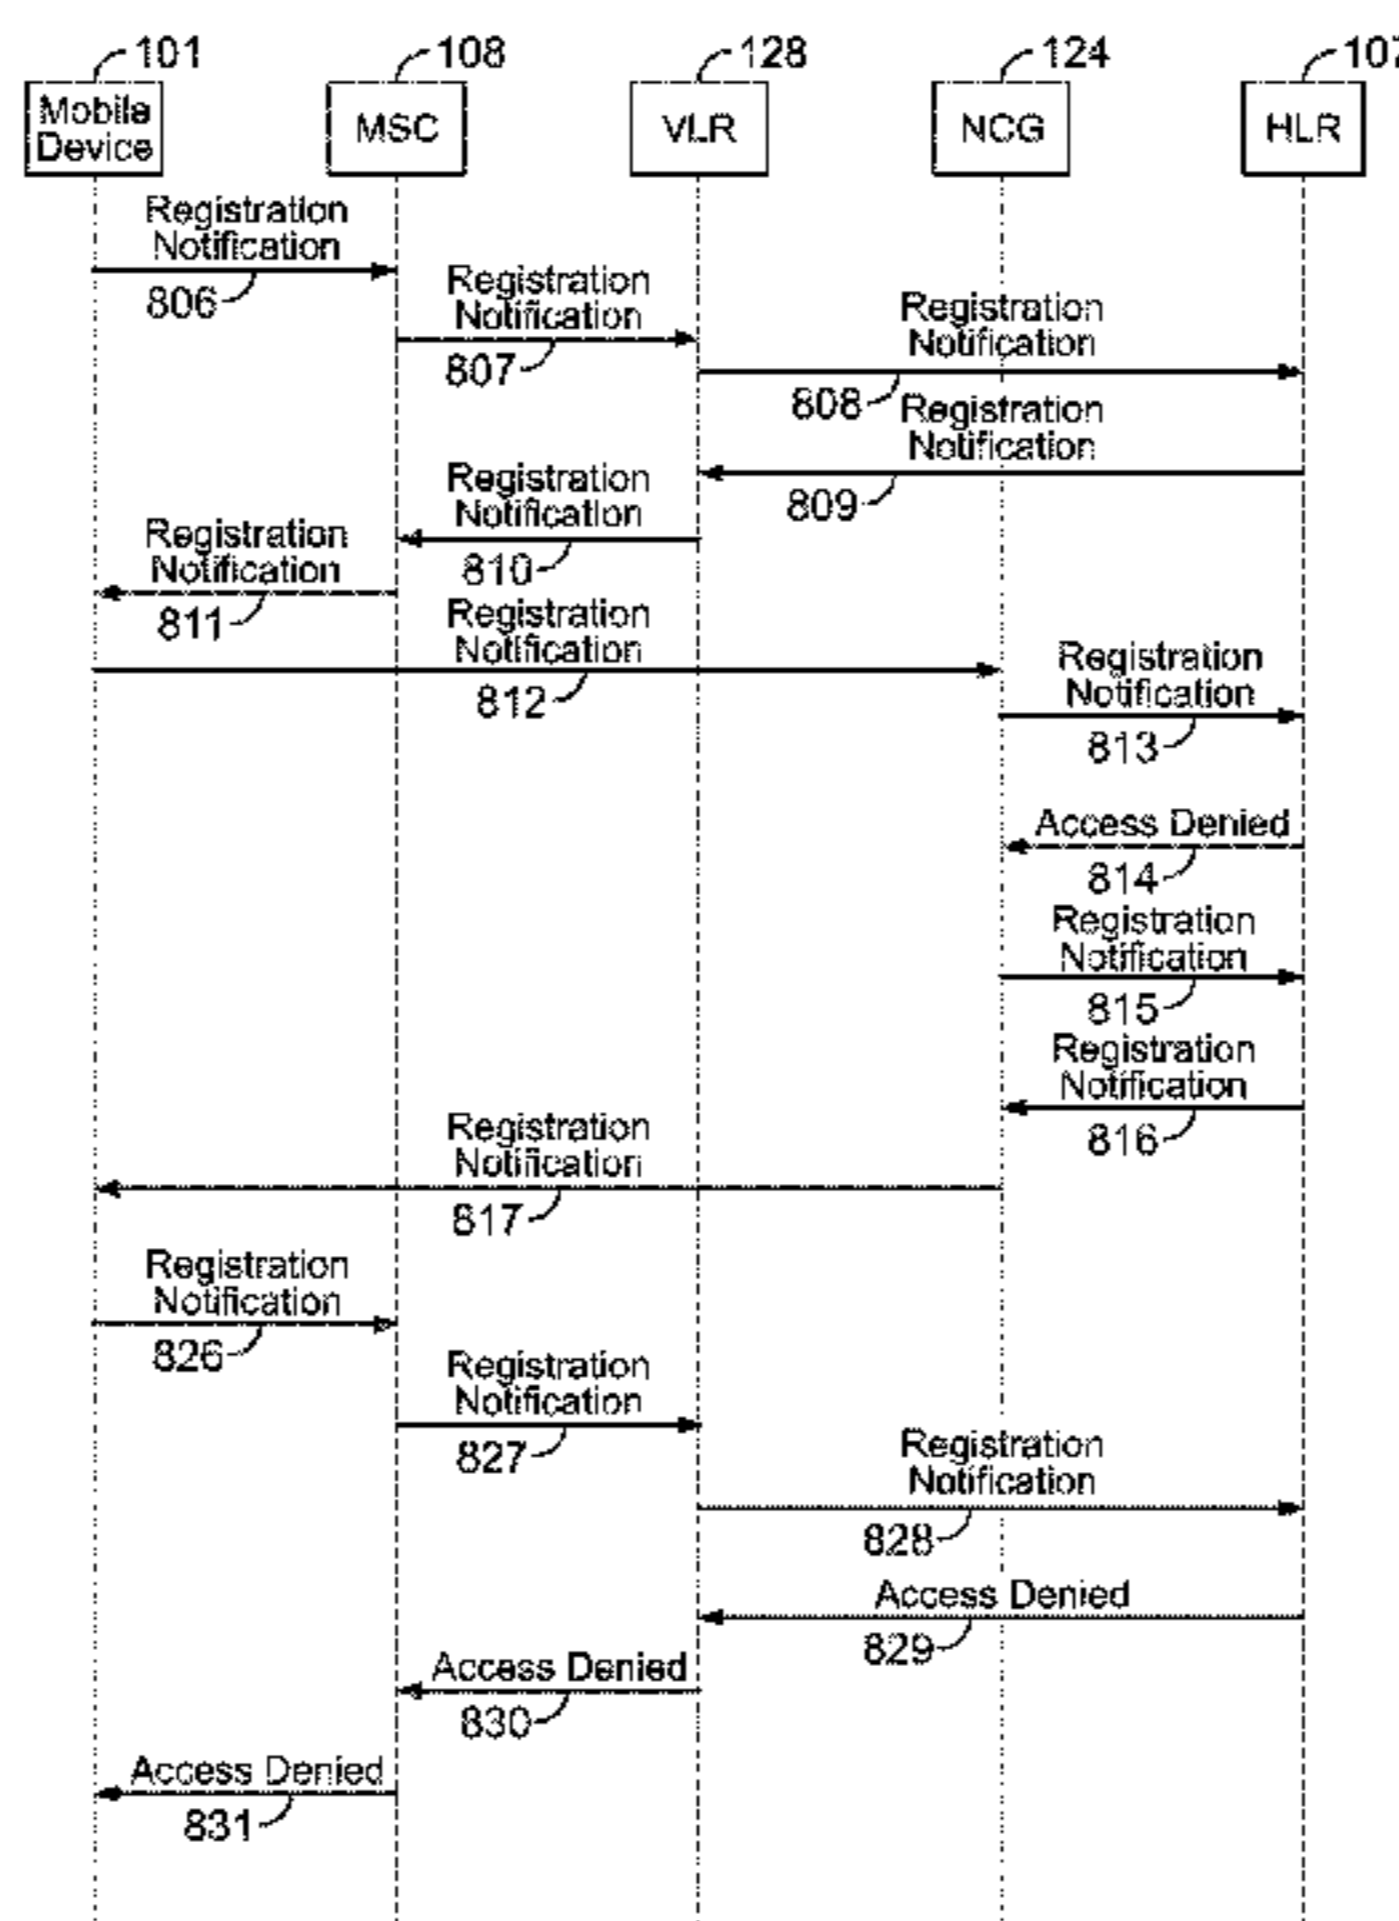 101
108
128
124
107
Mobile
Device
MSC
VLR
NCG
HLR
Registration
Notification
806
Registration
Notification
807
Registration
Notification
808
Registration
Notification
809
Registration
Notification
810
Registration
Notification
811
Registration
Notification
812
Registration
Notification
813
Access Denied
814
Registration
Notification
815
Registration
Notification
816
Registration
Notification
817
Registration
Notification
826
Registration
Notification
827
Registration
Notification
828
Access Denied
829
Access Denied
830
Access Denied
831